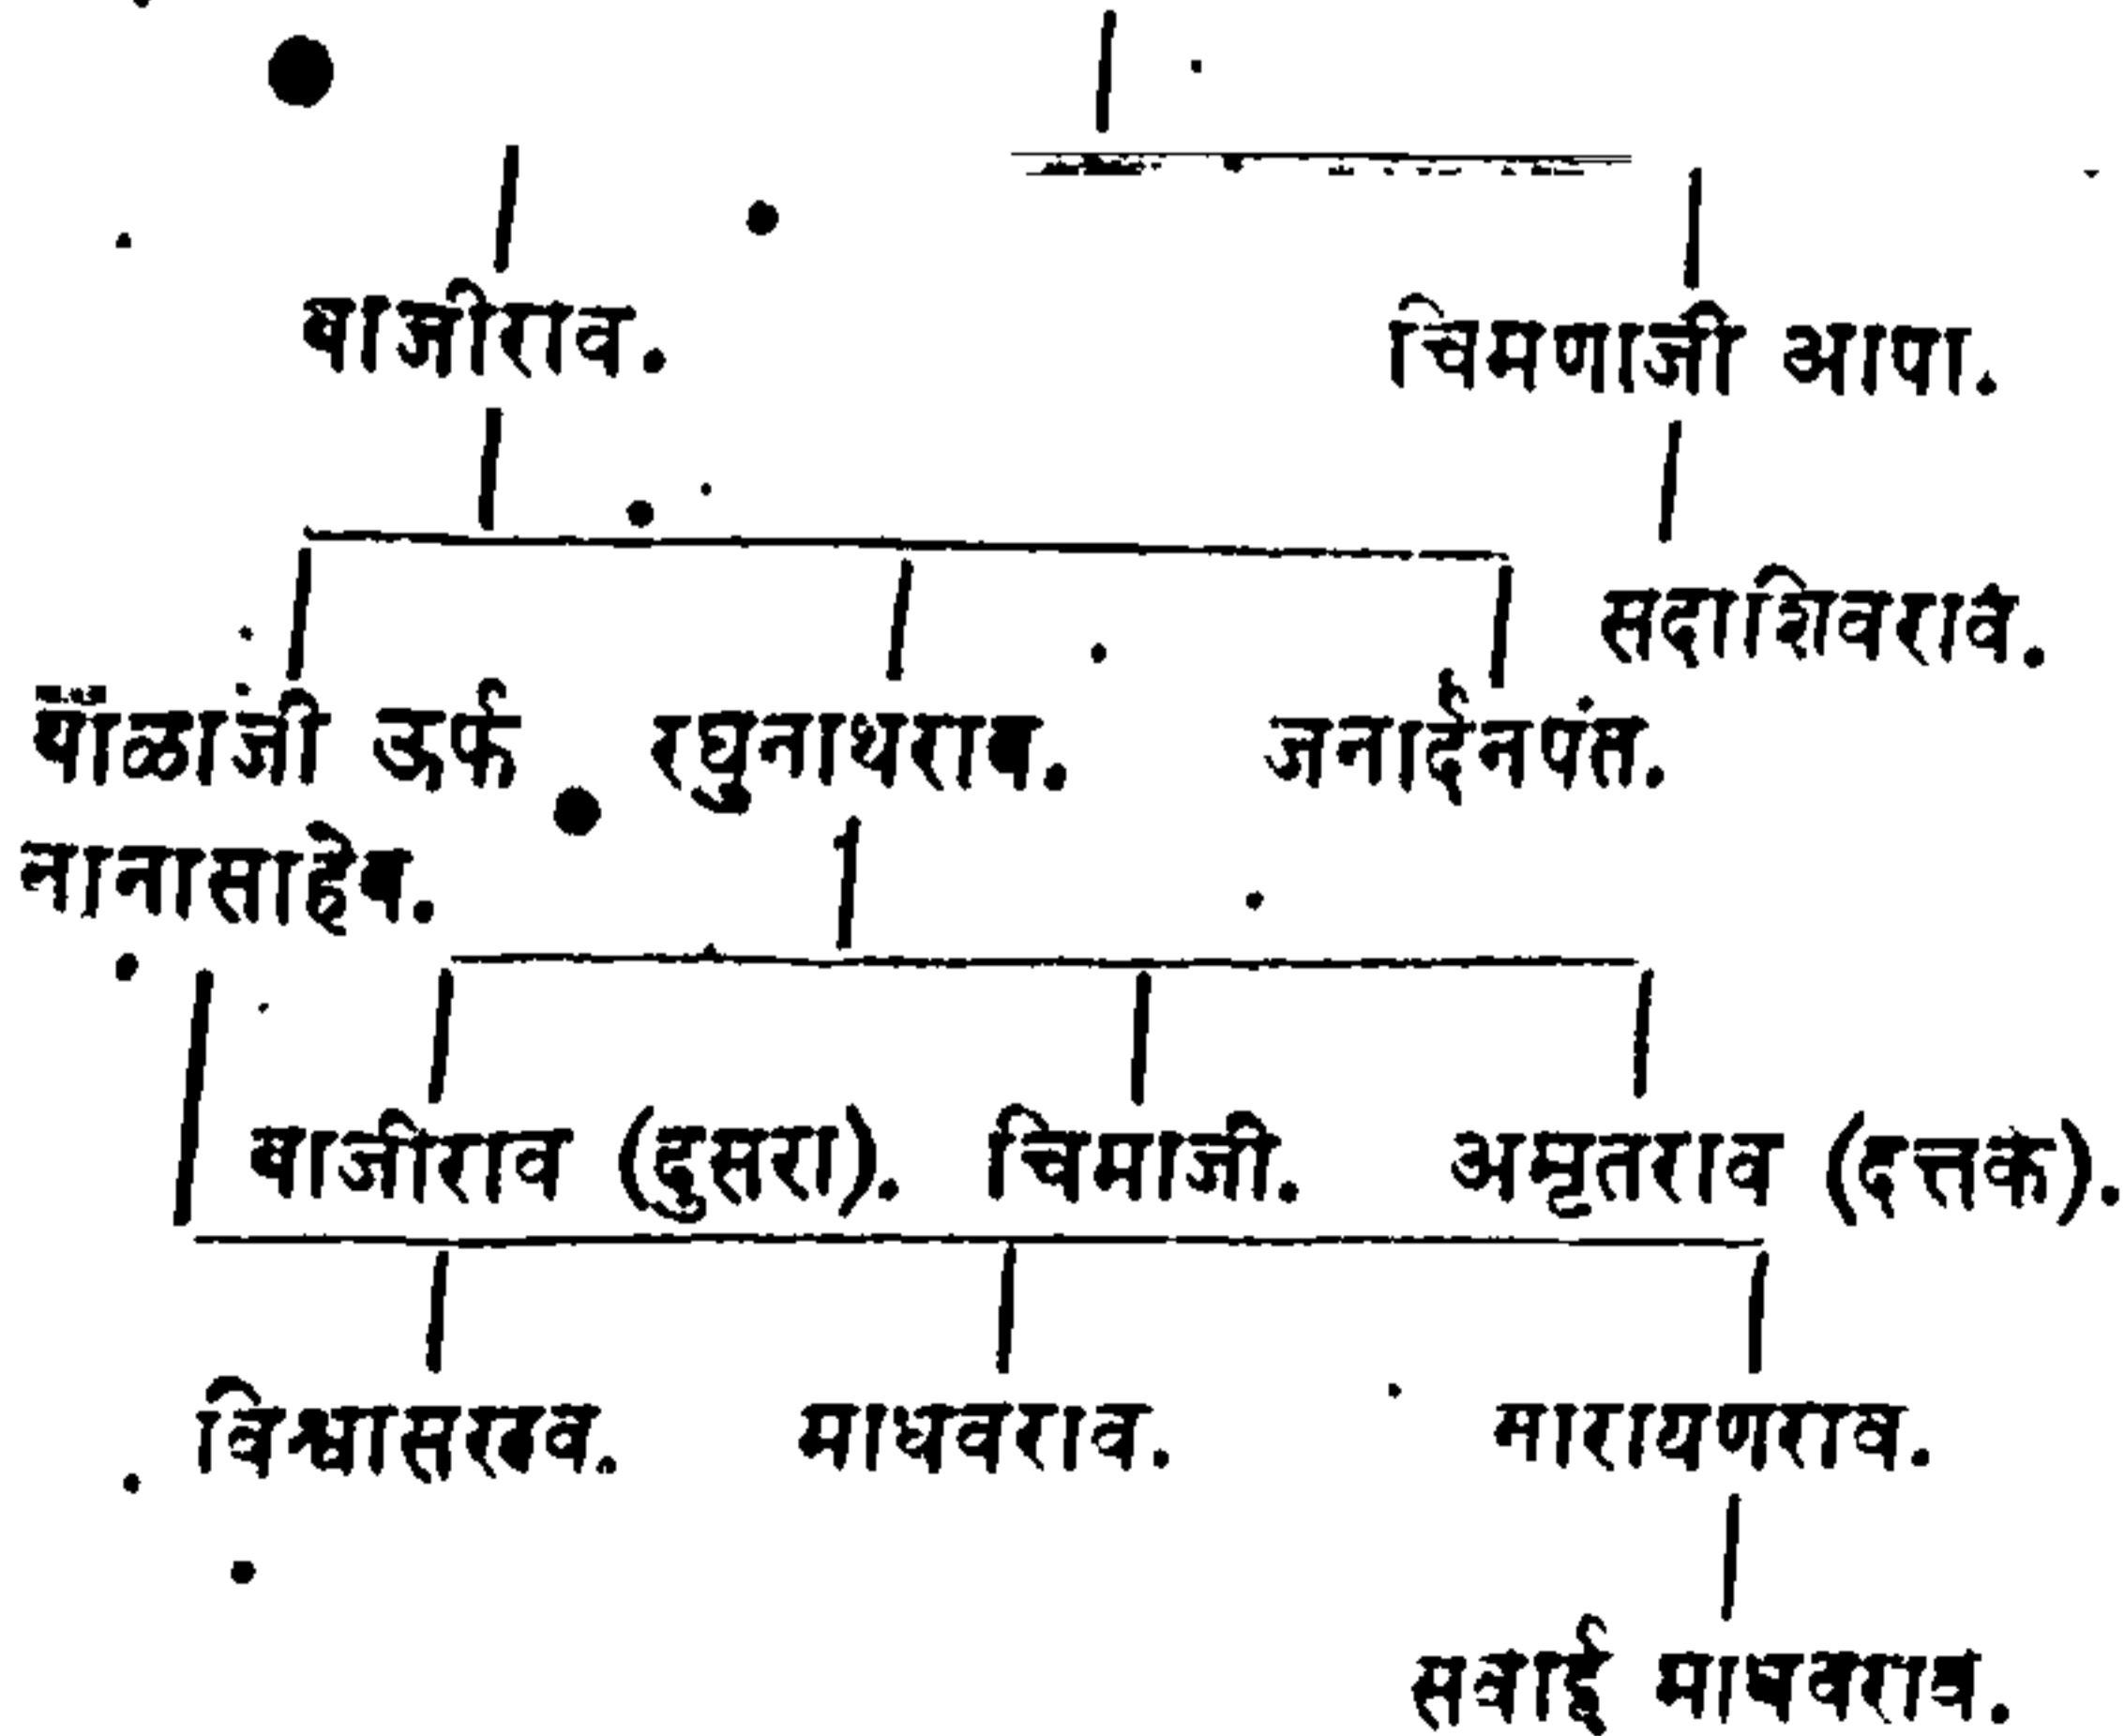 बाजीराव. चिमणाजी आपा.
सदाशिवराव.
बाळाजी ऊर्फ रघुनाथराव. जनार्दनपंत.
नानासाहेब.
बाजीराव (दुसरा). चिमाजी. अमृतराव (दत्तक).
विश्वासराव. माधवराव. नारायणराव.
सवाई माधवराव.